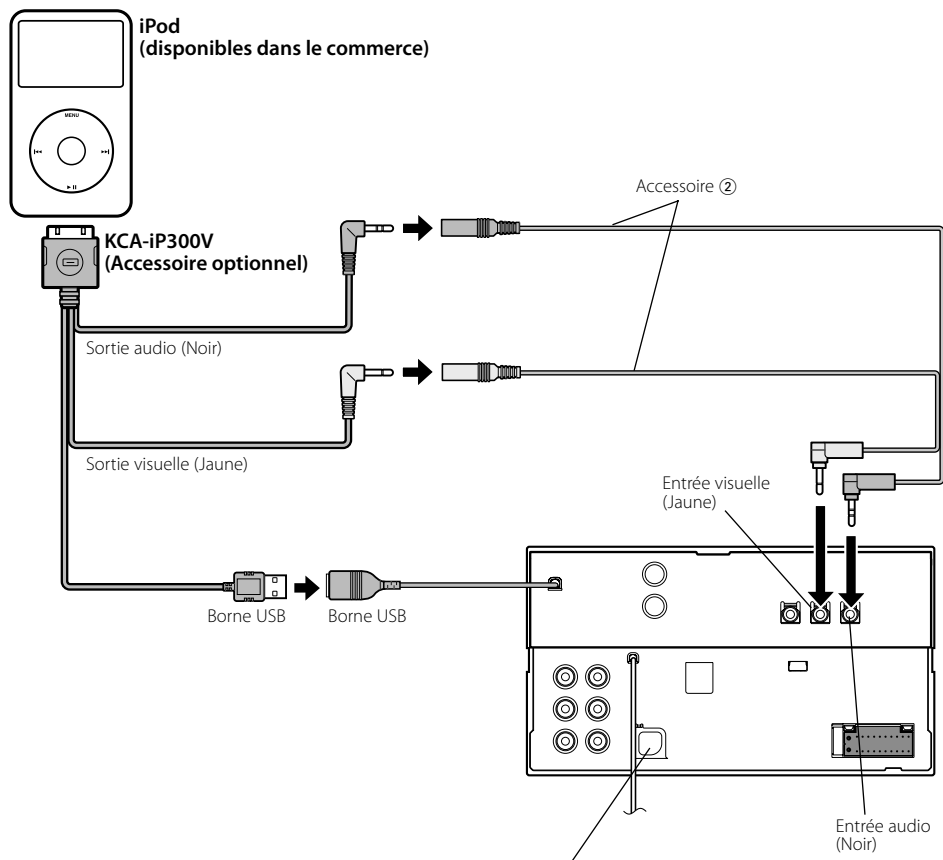 iPod
(disponibles dans le commerce)
MENU
Accessoire ②
KCA-iP300V
(Accessoire optionnel)
Sortie audio (Noir)
Sortie visuelle (Jaune)
Entrée visuelle
(Jaune)
Borne USB
Borne USB
Entrée audio
(Noir)